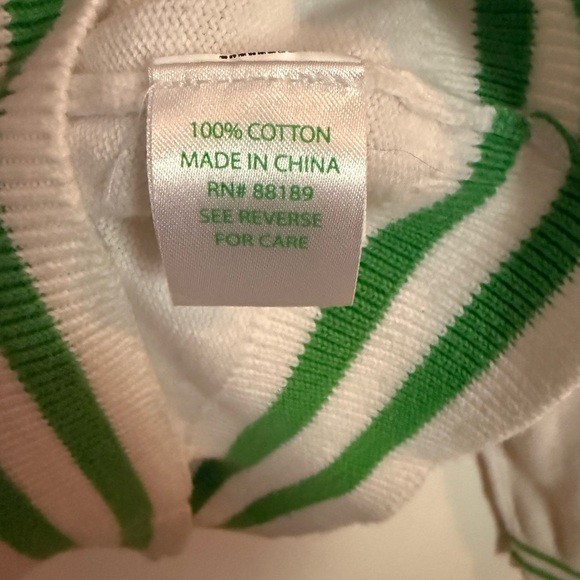 100% COTTON
MADE IN CHINA
RN# 88189
SEE REVERSE
FOR CARE